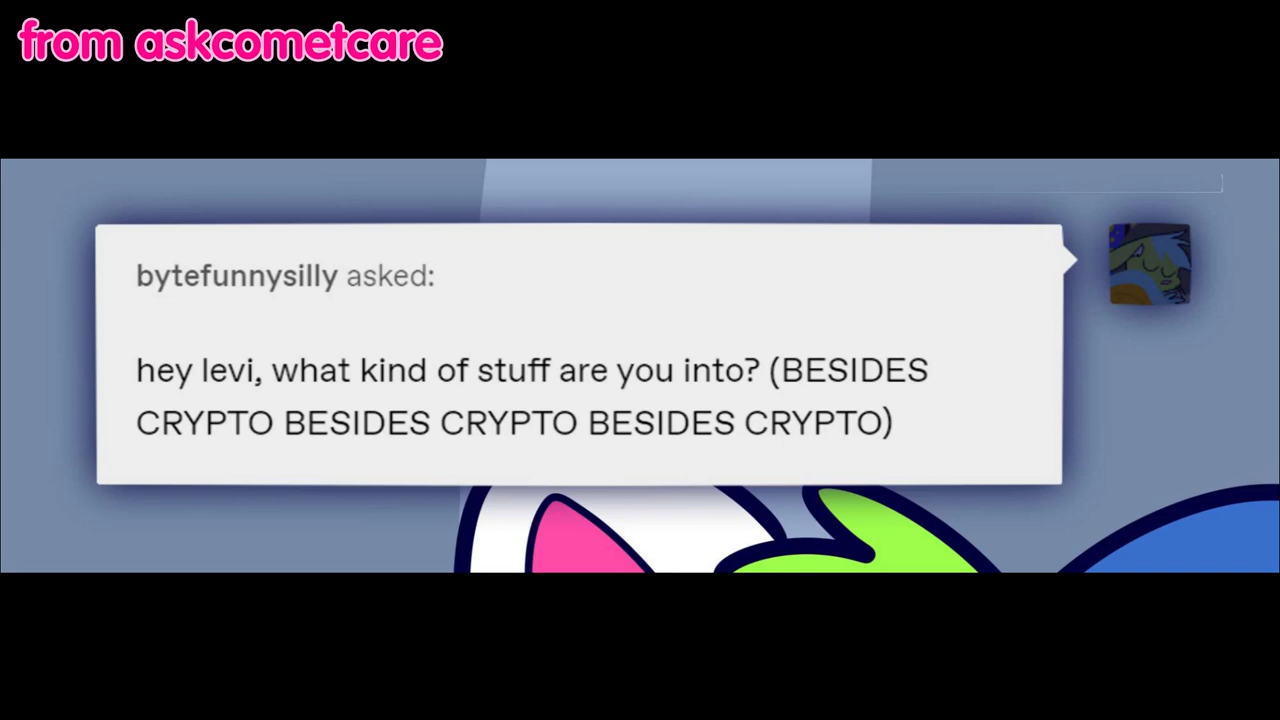 from askcometcare
bytefunnysilly asked:
hey levi, what kind of stuff are you into? (BESIDES
CRYPTO BESIDES CRYPTO BESIDES CRYPTO)